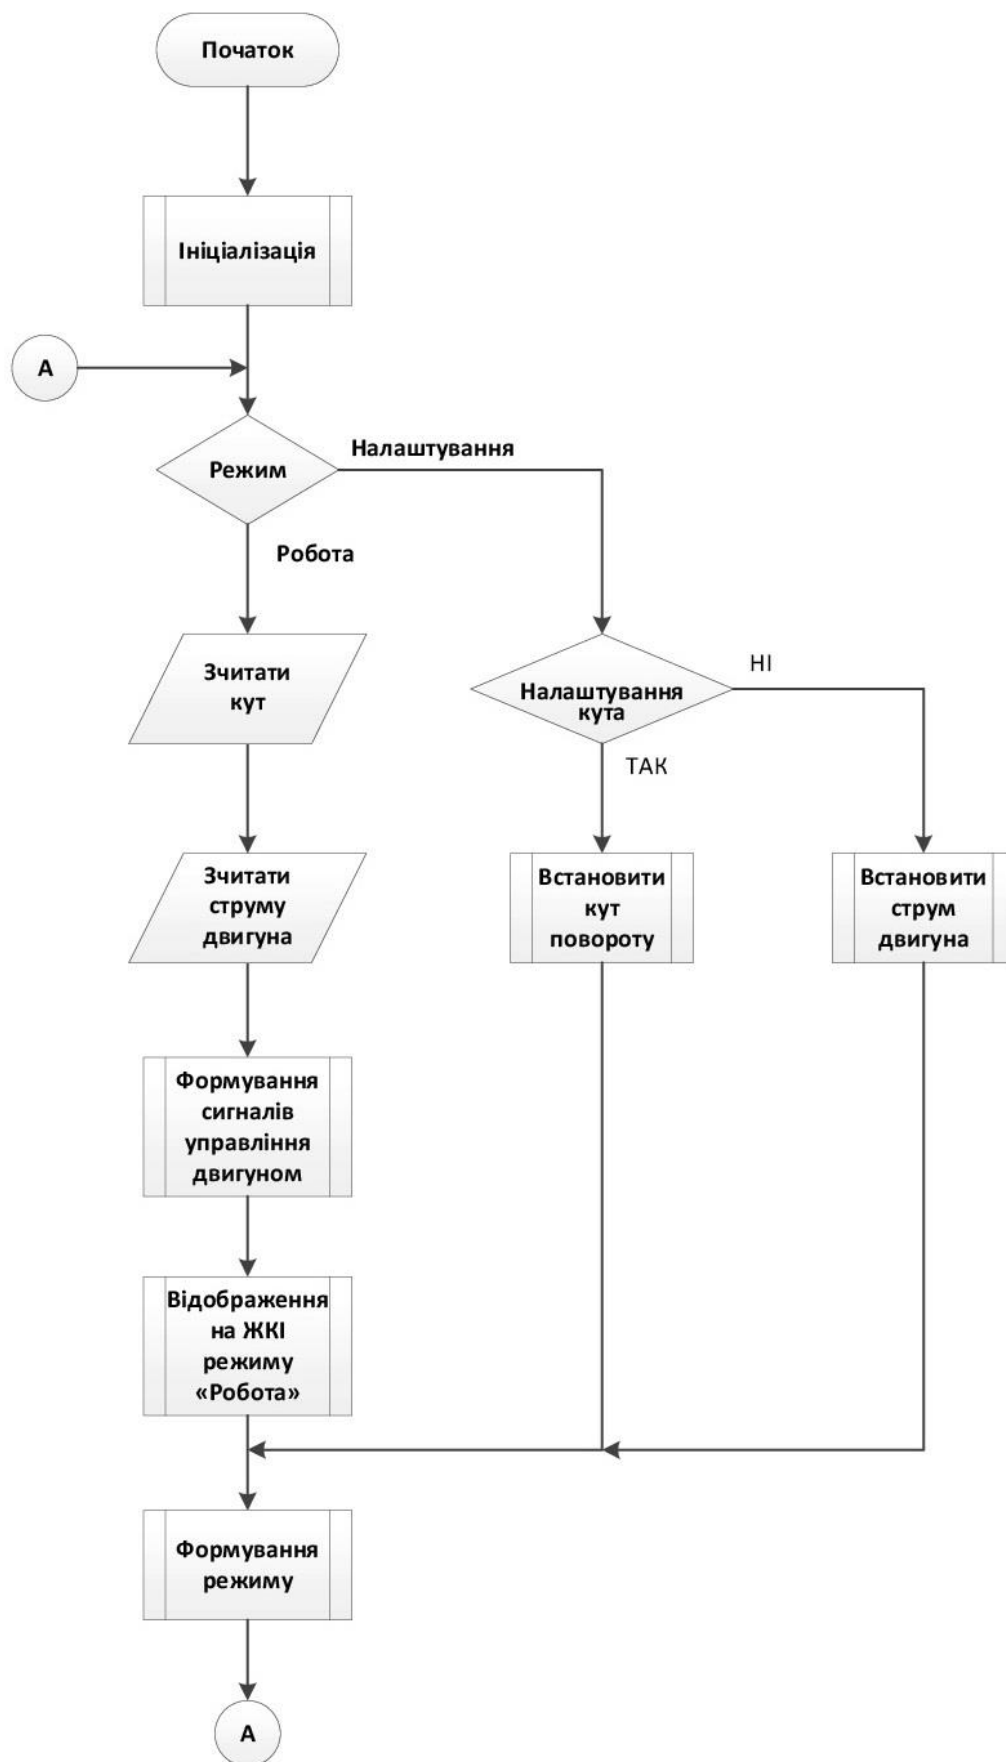 Початок
Ініціалізація
А
Режим
Налаштування
Робота
Зчитати
кут
Налаштування
кута
НІ
ТАК
Зчитати
струму
двигуна
Встановити
кут
повороту
Встановити
струм
двигуна
Формування
сигналів
управління
двигуном
Відображення
на ЖКІ
режиму
«Робота»
Формування
режиму
А